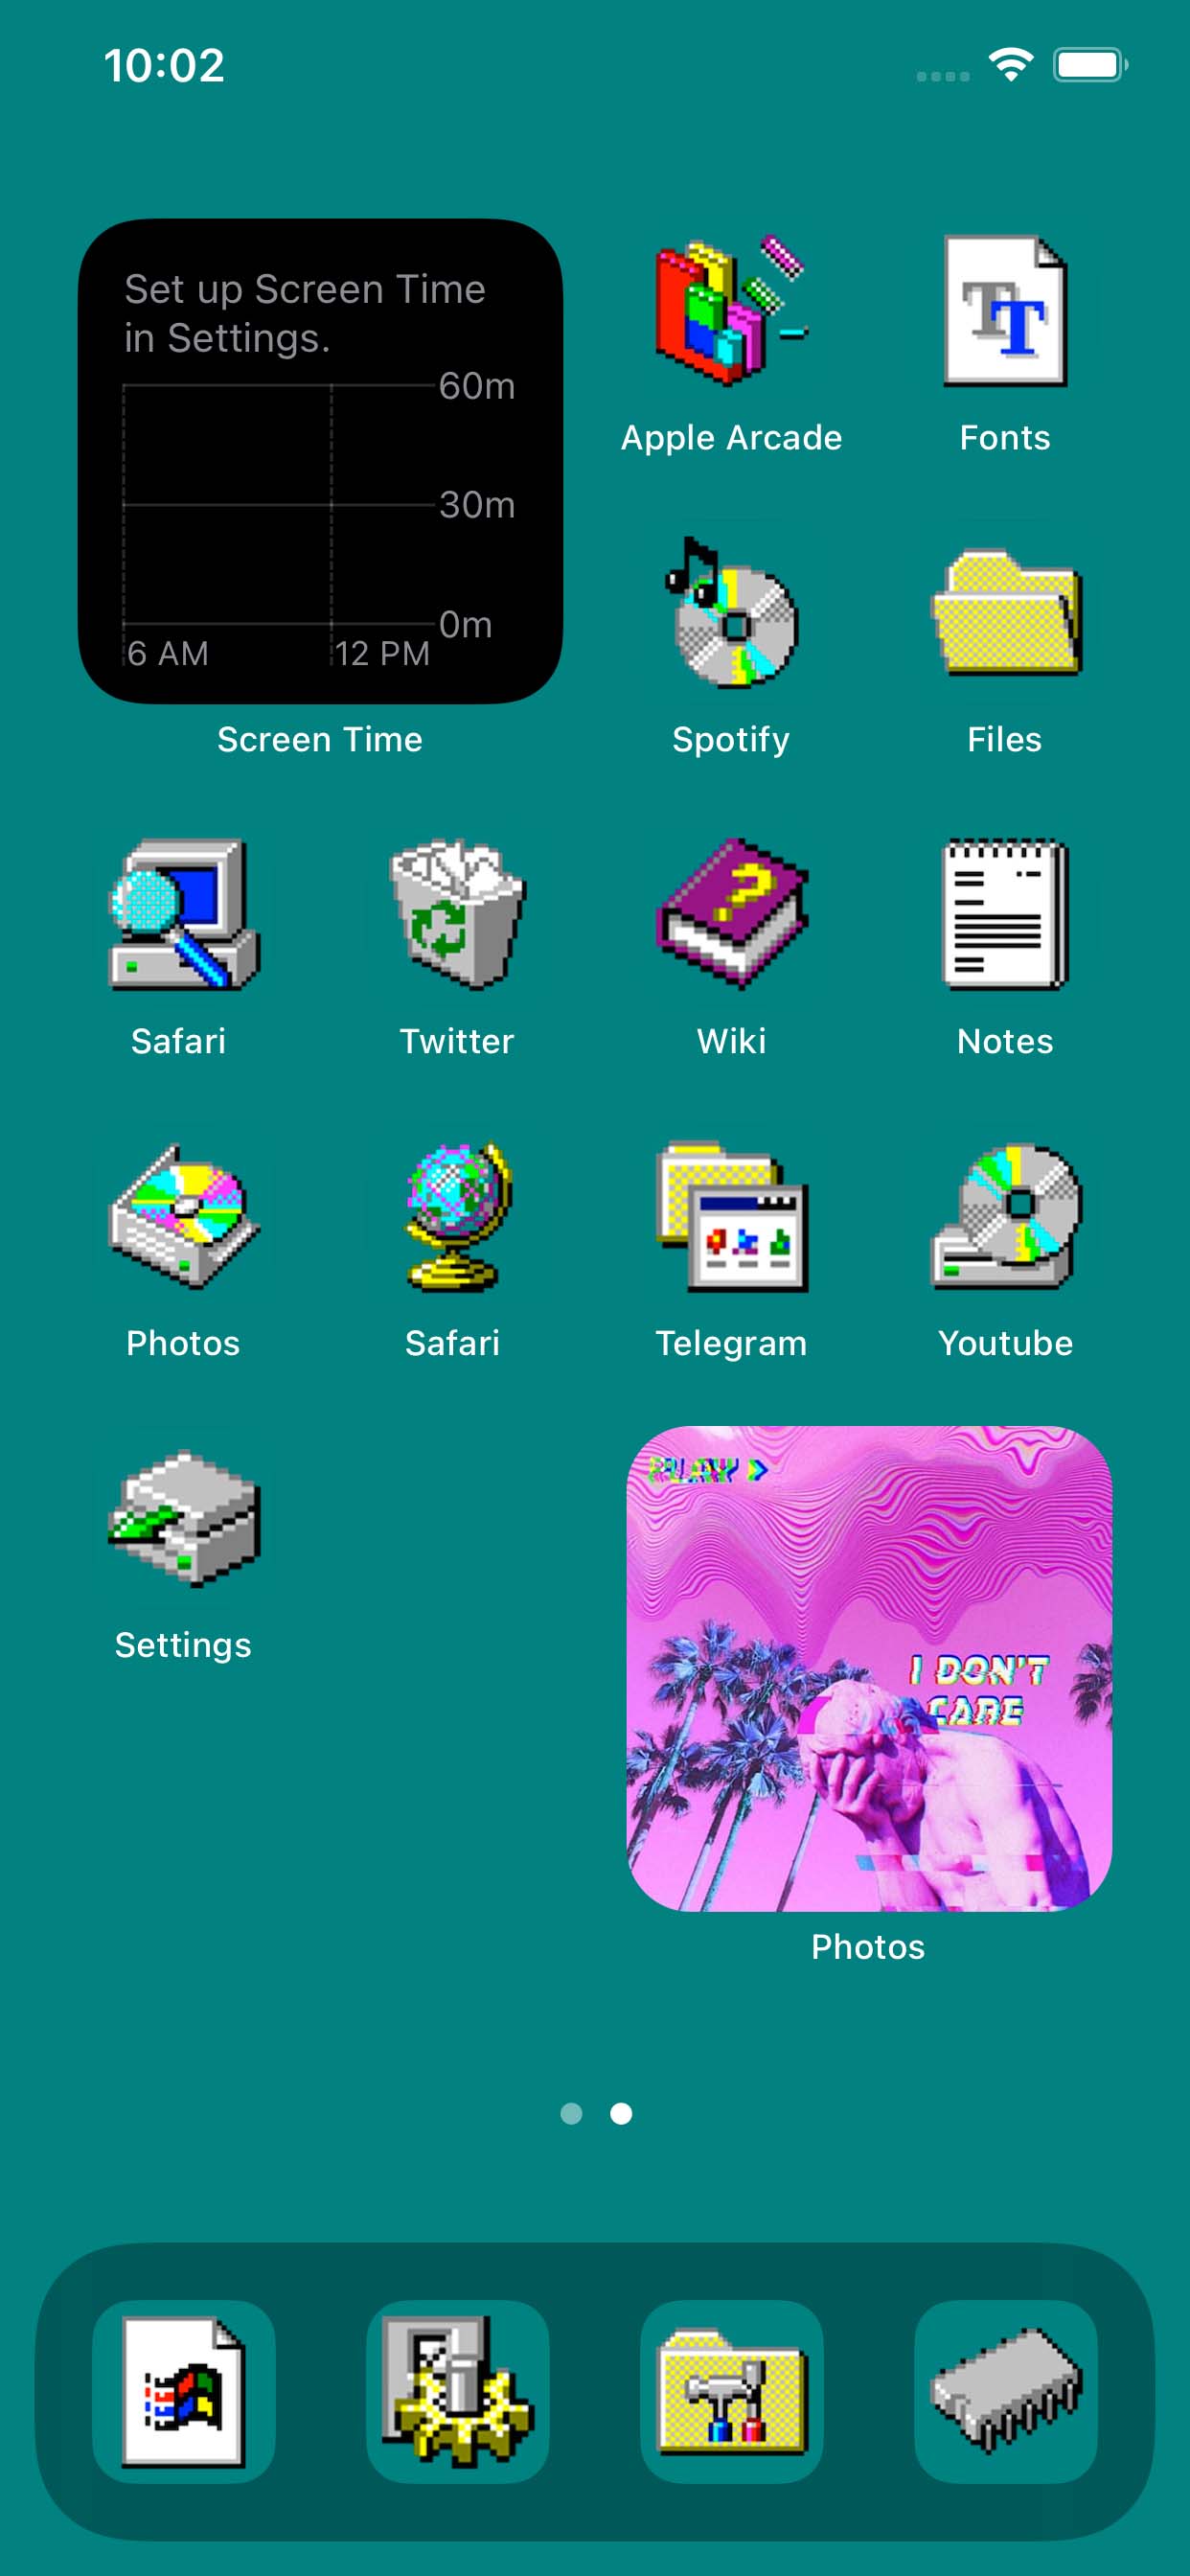 10:02
Set up Screen Time
in Settings.
60m
30m
0m
6 AM
12 PM
Screen Time
Apple Arcade
Fonts
Spotify
Files
Safari
Twitter
Wiki
Notes
Photos
Safari
Telegram
Youtube
Settings
PLAY
I DON'T
CARE
Photos